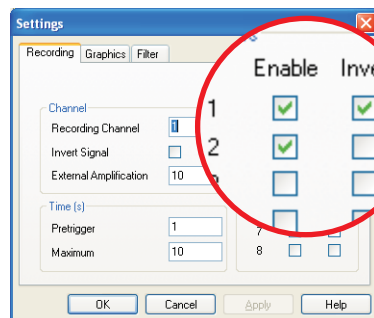 Settings
Recording Graphics Filter
Enable Inve
Channel
1
Recording Channel 1
2
Invert Signal
External Amplification 10
Time (s)
Pretrigger 1
7
Maximum 10
8
OK Cancel Apply Help